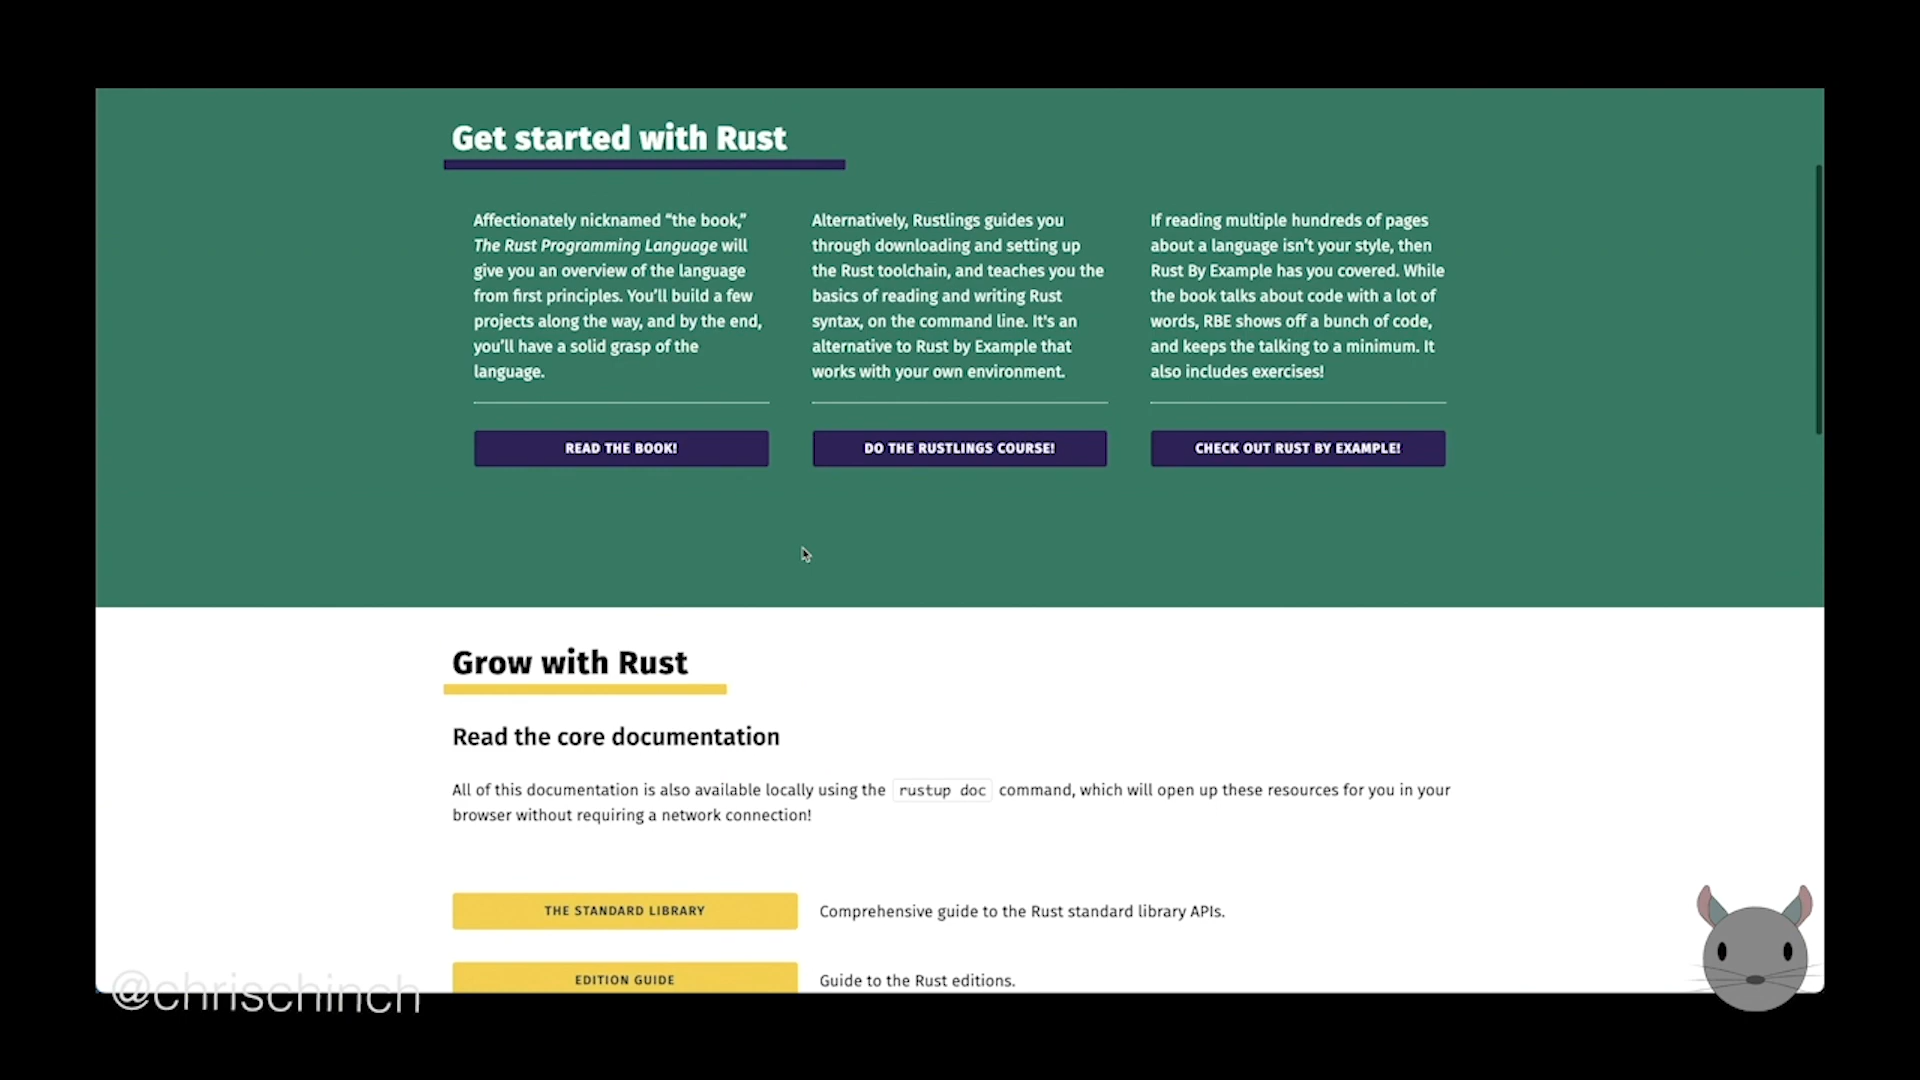 Get started with Rust
Affectionately nicknamed “the book,”
The Rust Programming Language will
give you an overview of the language
from first principles. You’ll build a few
projects along the way, and by the end,
you’ll have a solid grasp of the
language.
READ THE BOOK!
Alternatively, Rustlings guides you
through downloading and setting up
the Rust toolchain, and teaches you the
basics of reading and writing Rust
syntax, on the command line. It's an
alternative to Rust by Example that
works with your own environment.
DO THE RUSTLINGS COURSE!
If reading multiple hundreds of pages
about a language isn’t your style, then
Rust By Example has you covered. While
the book talks about code with a lot of
words, RBE shows off a bunch of code,
and keeps the talking to a minimum. It
also includes exercises!
CHECK OUT RUST BY EXAMPLE!
Grow with Rust
Read the core documentation
All of this documentation is also available locally using the rustup doc command, which will open up these resources for you in your
browser without requiring a network connection!
THE STANDARD LIBRARY
Comprehensive guide to the Rust standard library APIs.
EDITION GUIDE
Guide to the Rust editions.
@chrischinch